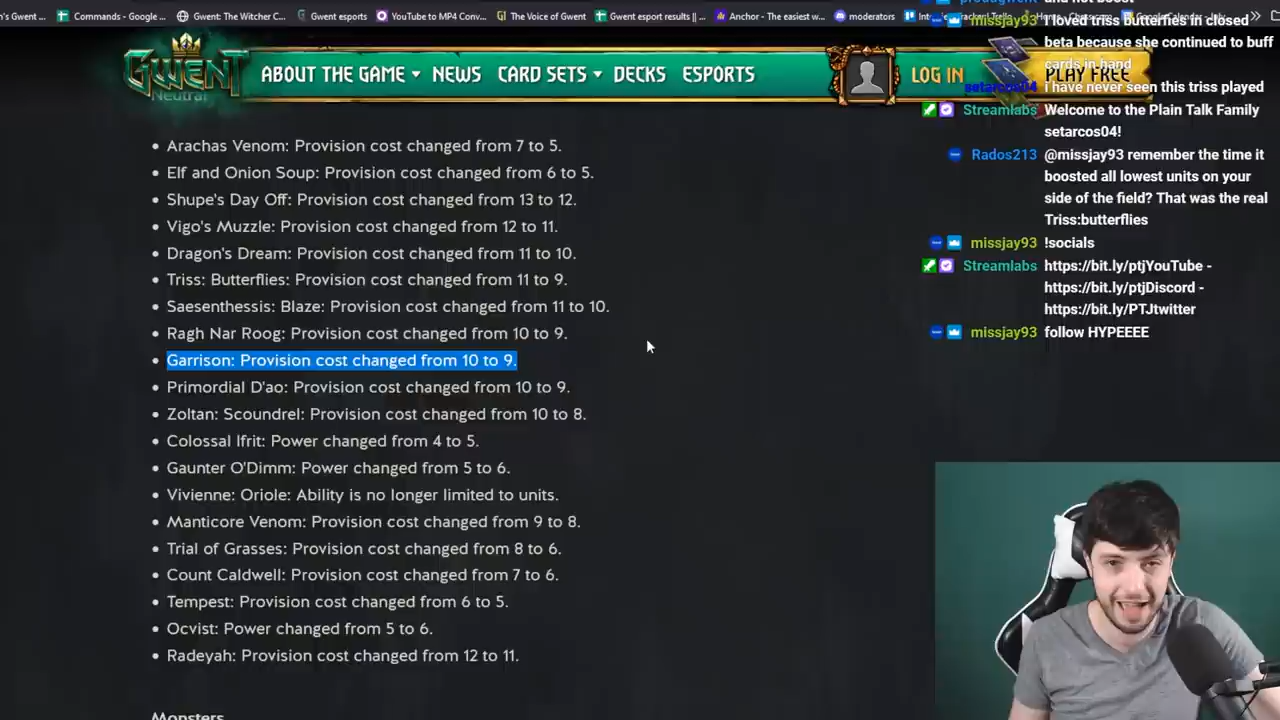 n's Gwent ...
Commands - Google ...
Gwent: The Witcher C...
Gwent esports
YouTube to MP4 Conv...
The Voice of Gwent
Gwent esport results || ...
Anchor - The easiest w...
moderators
GWENT
ABOUT THE GAME
NEWS
CARD SETS
DECKS
ESPORTS
LOG IN
PLAY FREE
Neutral
Arachas Venom: Provision cost changed from 7 to 5.
Elf and Onion Soup: Provision cost changed from 6 to 5.
Shupe's Day Off: Provision cost changed from 13 to 12.
Vigo's Muzzle: Provision cost changed from 12 to 11.
Dragon's Dream: Provision cost changed from 11 to 10.
Triss: Butterflies: Provision cost changed from 11 to 9.
Saesenthessis: Blaze: Provision cost changed from 11 to 10.
Ragh Nar Roog: Provision cost changed from 10 to 9.
Garrison: Provision cost changed from 10 to 9.
Primordial D'ao: Provision cost changed from 10 to 9.
Zoltan: Scoundrel: Provision cost changed from 10 to 8.
Colossal Ifrit: Power changed from 4 to 5.
Gaunter O'Dimm: Power changed from 5 to 6.
Vivienne: Oriole: Ability is no longer limited to units.
Manticore Venom: Provision cost changed from 9 to 8.
Trial of Grasses: Provision cost changed from 8 to 6.
Count Caldwell: Provision cost changed from 7 to 6.
Tempest: Provision cost changed from 6 to 5.
Ocvist: Power changed from 5 to 6.
Radeyah: Provision cost changed from 12 to 11.
Monsters
and not boost
missjay93 I loved triss butterflies in closed
beta because she continued to buff
cards in hand
setarcos04 i have never seen this triss played
Streamlabs Welcome to the Plain Talk Family
setarcos04!
Rados213 @missjay93 remember the time it
boosted all lowest units on your
side of the field? That was the real
Triss:butterflies
missjay93 !socials
Streamlabs https://bit.ly/ptjYouTube -
https://bit.ly/ptjDiscord -
https://bit.ly/PTJtwitter
missjay93 follow HYPEEEE